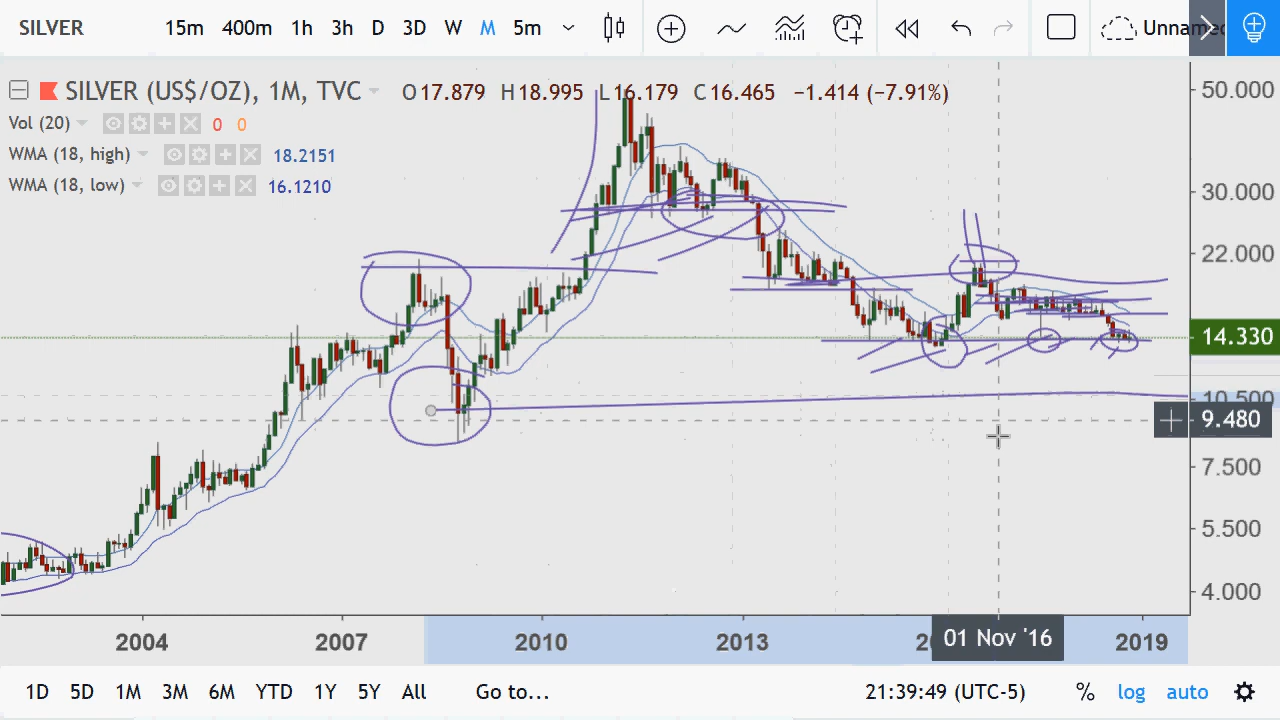 SILVER 15m 400m 1h 3h D 3D W M 5m Unname
SILVER (US$/OZ), 1M, TVC O17.879 H18.995 L16.179 C16.465 −1.414 (−7.91%)
Vol (20) 0 0
WMA (18, high) 18.2151
WMA (18, low) 16.1210
50.000
30.000
22.000
14.330
10.500
9.480
7.500
5.500
4.000
2004 2007 2010 2013 01 Nov '16 2019
1D 5D 1M 3M 6M YTD 1Y 5Y All Go to... 21:39:49 (UTC-5) % log auto